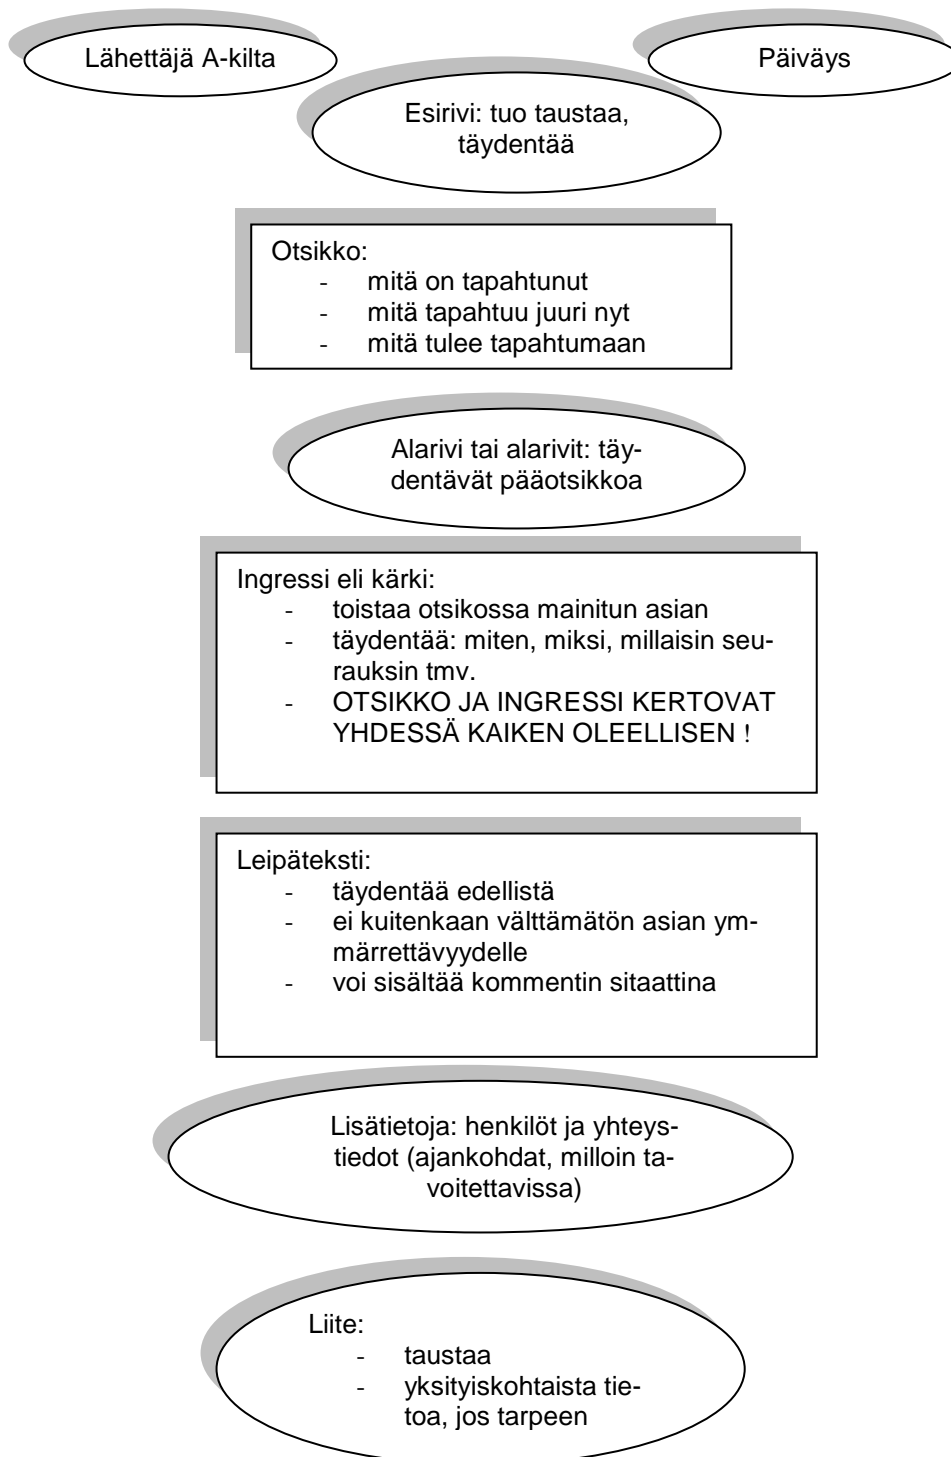 Lähettäjä A-kilta
Päiväys
Esirivi: tuo taustaa,
täydentää
Otsikko:
- mitä on tapahtunut
- mitä tapahtuu juuri nyt
- mitä tulee tapahtumaan
Alarivi tai alarivit: täy-
dentävät pääotsikkoa
Ingressi eli kärki:
- toistaa otsikossa mainitun asian
- täydentää: miten, miksi, millaisin seu-
rauksin tmv.
- OTSIKKO JA INGRESSI KERTOVAT
YHDESSÄ KAIKEN OLEELLISEN !
Leipäteksti:
- täydentää edellistä
- ei kuitenkaan välttämätön asian ym-
märrettävyydelle
- voi sisältää kommentin sitaattina
Lisätietoja: henkilöt ja yhteys-
tiedot (ajankohdat, milloin ta-
voitettavissa)
Liite:
- taustaa
- yksityiskohtaista tie-
toa, jos tarpeen